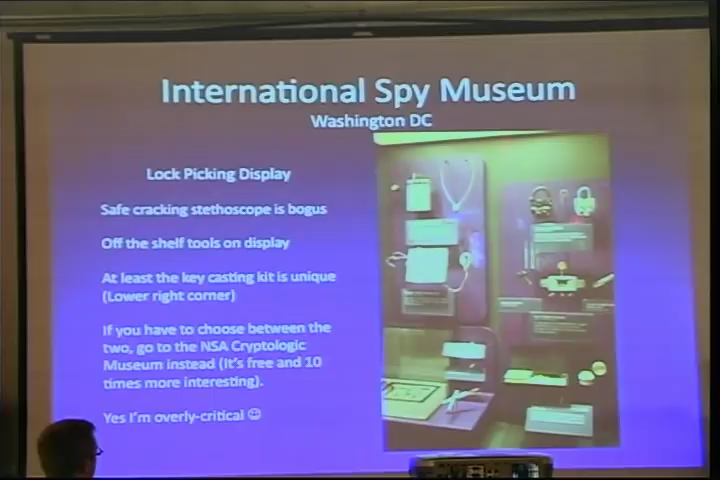 International Spy Museum
Washington DC
Lock Picking Display
Safe cracking stethoscope is bogus
Off the shelf tools on display
At least the key casting kit is unique
(Lower right corner)
If you have to choose between the
two, go to the NSA Cryptologic
Museum instead (It's free and 10
times more interesting).
Yes I'm overly-critical ☺